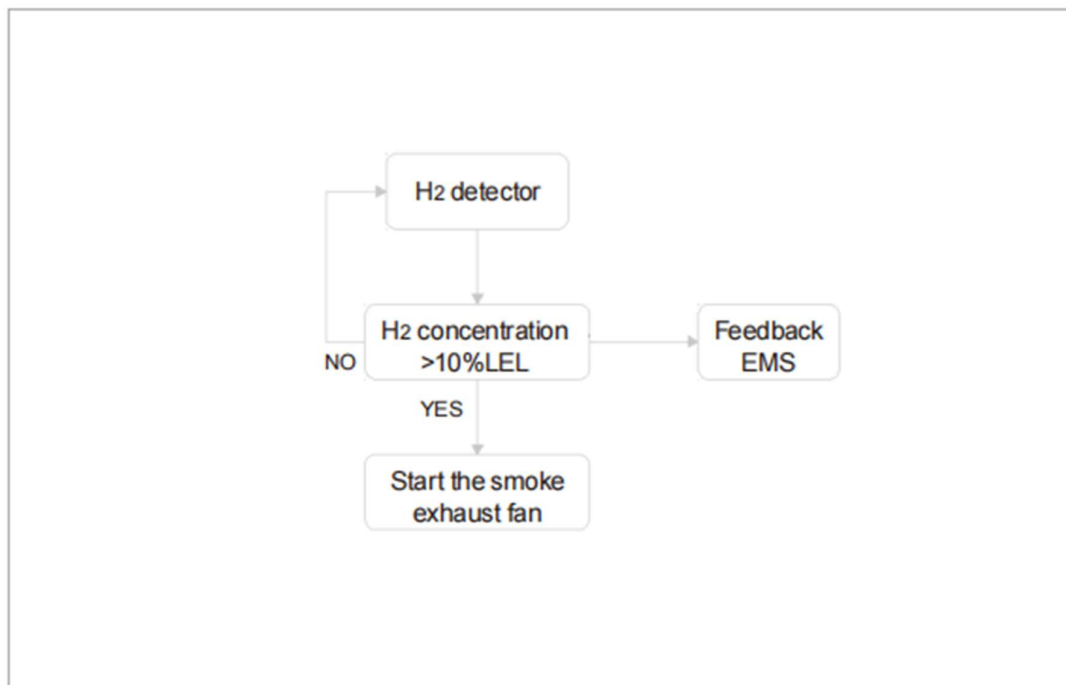 H2 detector
H2 concentration
>10%LEL
Feedback
EMS
NO
YES
Start the smoke
exhaust fan